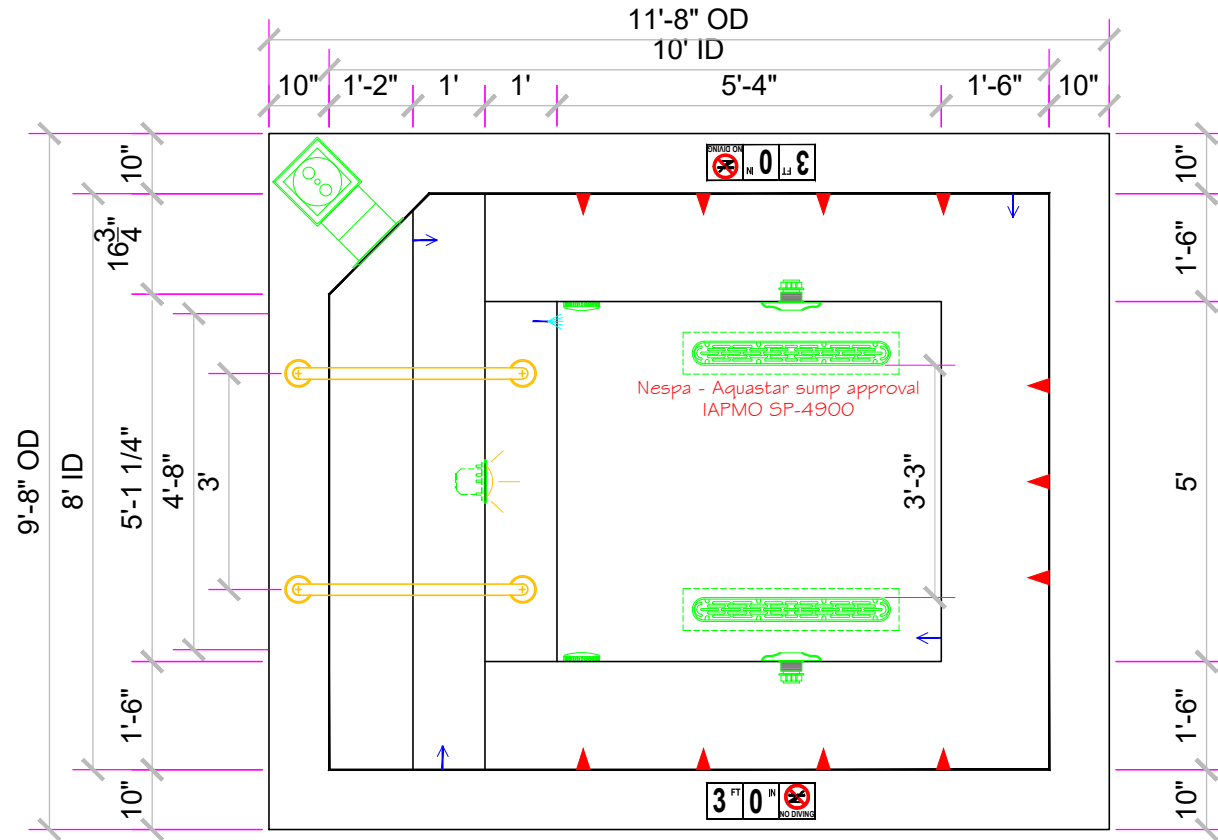 11'-8" OD
10' ID
10"
1'-2"
1'
1'
5'-4"
1'-6"
10"
NO DIVING
0 IN
3 FT
10"
16 3/4
5'-1 1/4"
1'-6"
10"
9'-8" OD
8' ID
4'-8"
3'
10"
1'-6"
5'
1'-6"
10"
Nespa - Aquastar sump approval
IAPMO SP-4900
3'-3"
3 FT 0 IN
NO DIVING